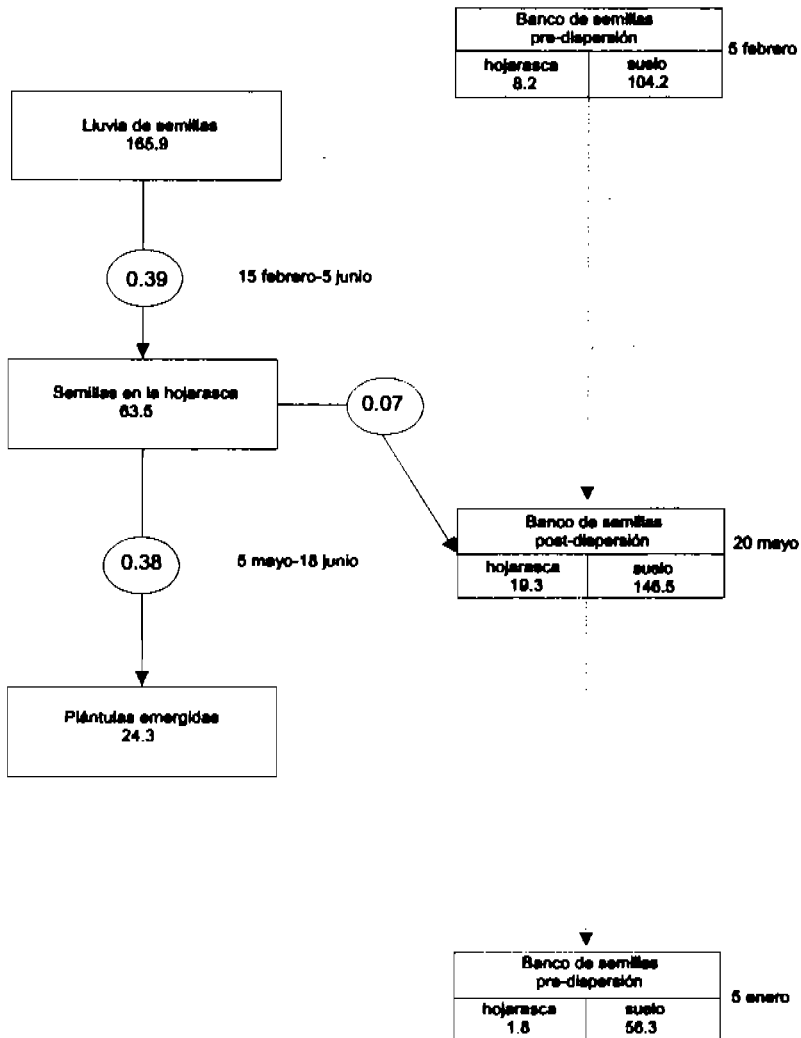 Banco de semillas
pre-dispersión
5 febrero
hojarasca
suelo
8.2
104.2
Lluvia de semillas
165.9
0.39
15 febrero-5 junio
Semillas en la hojarasca
63.5
0.07
0.38
5 mayo-18 junio
Banco de semillas
post-dispersión
20 mayo
hojarasca
suelo
19.3
146.5
Plántulas emergidas
24.3
Banco de semillas
pre-dispersión
5 enero
hojarasca
suelo
1.8
56.3